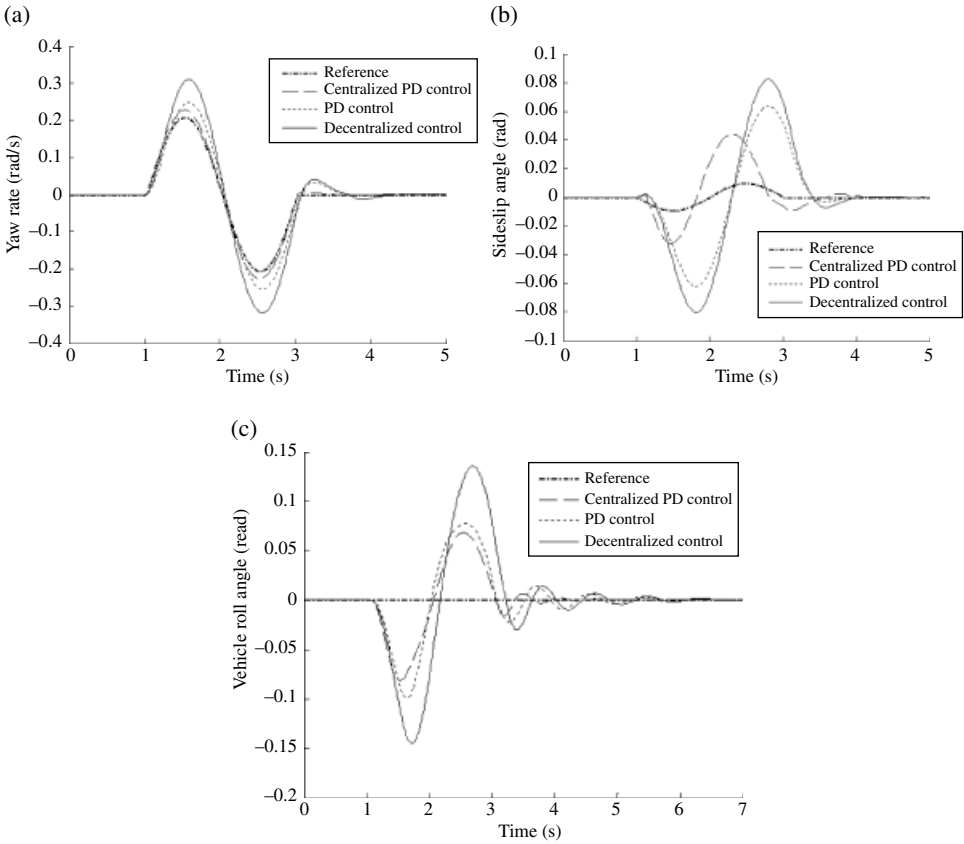 (a)
0.4
0.3
0.2
0.1
0
–0.1
–0.2
–0.3
–0.4
Yaw rate (rad/s)
0 1 2 3 4 5
Time (s)
Reference
Centralized PD control
PD control
Decentralized control
(b)
0.1
0.08
0.06
0.04
0.02
0
–0.02
–0.04
–0.06
–0.08
–0.1
Sideslip angle (rad)
0 1 2 3 4 5
Time (s)
Reference
Centralized PD control
PD control
Decentralized control
(c)
0.15
0.1
0.05
0
–0.05
–0.1
–0.15
–0.2
Vehicle roll angle (read)
0 1 2 3 4 5 6 7
Time (s)
Reference
Centralized PD control
PD control
Decentralized control